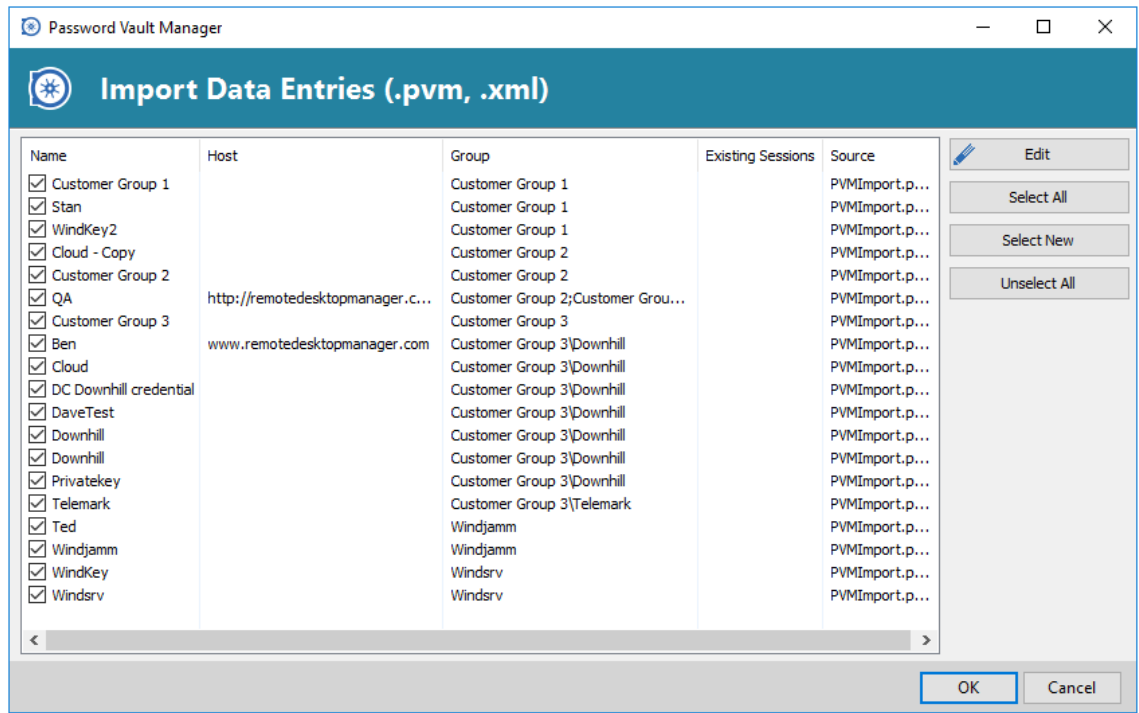 Password Vault Manager
Import Data Entries (.pvm, .xml)
Name Host Group Existing Sessions Source
Customer Group 1 Customer Group 1 PVMImport.p...
Stan Customer Group 1 PVMImport.p...
WindKey2 Customer Group 1 PVMImport.p...
Cloud - Copy Customer Group 2 PVMImport.p...
Customer Group 2 Customer Group 2 PVMImport.p...
QA http://remotedesktopmanager.c... Customer Group 2;Customer Grou... PVMImport.p...
Customer Group 3 Customer Group 3 PVMImport.p...
Ben www.remotedesktopmanager.com Customer Group 3\Downhill PVMImport.p...
Cloud Customer Group 3\Downhill PVMImport.p...
DC Downhill credential Customer Group 3\Downhill PVMImport.p...
DaveTest Customer Group 3\Downhill PVMImport.p...
Downhill Customer Group 3\Downhill PVMImport.p...
Downhill Customer Group 3\Downhill PVMImport.p...
Privatekey Customer Group 3\Downhill PVMImport.p...
Telemark Customer Group 3\Telemark PVMImport.p...
Ted Windjamm PVMImport.p...
Windjamm Windjamm PVMImport.p...
WindKey Windsrv PVMImport.p...
Windsrv Windsrv PVMImport.p...
Edit
Select All
Select New
Unselect All
OK Cancel